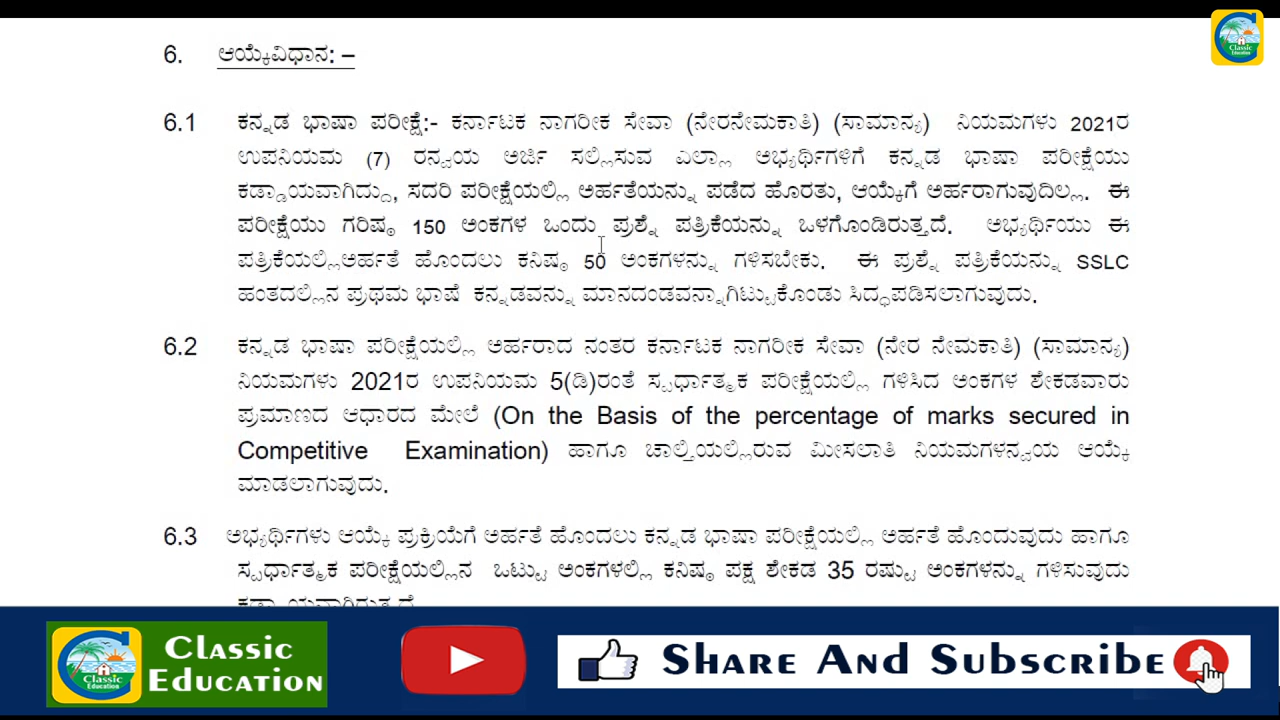 6. ಆಯ್ಕೆವಿಧಾನ: –
6.1 ಕನ್ನಡ ಭಾಷಾ ಪರೀಕ್ಷೆ:- ಕರ್ನಾಟಕ ನಾಗರೀಕ ಸೇವಾ (ನೇರನೇಮಕಾತಿ) (ಸಾಮಾನ್ಯ) ನಿಯಮಗಳು 2021ರ
ಉಪನಿಯಮ (7) ರನ್ವಯ ಅರ್ಜಿ ಸಲ್ಲಿಸುವ ಎಲ್ಲಾ ಅಭ್ಯರ್ಥಿಗಳಿಗೆ ಕನ್ನಡ ಭಾಷಾ ಪರೀಕ್ಷೆಯು
ಕಡ್ಡಾಯವಾಗಿದ್ದು, ಸದರಿ ಪರೀಕ್ಷೆಯಲ್ಲಿ ಅರ್ಹತೆಯನ್ನು ಪಡೆದ ಹೊರತು, ಆಯ್ಕೆಗೆ ಅರ್ಹರಾಗುವುದಿಲ್ಲ. ಈ
ಪರೀಕ್ಷೆಯು ಗರಿಷ್ಠ 150 ಅಂಕಗಳ ಒಂದು ಪ್ರಶ್ನೆ ಪತ್ರಿಕೆಯನ್ನು ಒಳಗೊಂಡಿರುತ್ತದೆ. ಅಭ್ಯರ್ಥಿಯು ಈ
ಪತ್ರಿಕೆಯಲ್ಲಿಅರ್ಹತೆ ಹೊಂದಲು ಕನಿಷ್ಠ 50 ಅಂಕಗಳನ್ನು ಗಳಿಸಬೇಕು. ಈ ಪ್ರಶ್ನೆ ಪತ್ರಿಕೆಯನ್ನು SSLC
ಹಂತದಲ್ಲಿನ ಪ್ರಥಮ ಭಾಷೆ ಕನ್ನಡವನ್ನು ಮಾನದಂಡವನ್ನಾಗಿಟ್ಟುಕೊಂಡು ಸಿದ್ಧಪಡಿಸಲಾಗುವುದು.
6.2 ಕನ್ನಡ ಭಾಷಾ ಪರೀಕ್ಷೆಯಲ್ಲಿ ಅರ್ಹರಾದ ನಂತರ ಕರ್ನಾಟಕ ನಾಗರೀಕ ಸೇವಾ (ನೇರ ನೇಮಕಾತಿ) (ಸಾಮಾನ್ಯ)
ನಿಯಮಗಳು 2021ರ ಉಪನಿಯಮ 5(ಡಿ)ರಂತೆ ಸ್ಪರ್ಧಾತ್ಮಕ ಪರೀಕ್ಷೆಯಲ್ಲಿ ಗಳಿಸಿದ ಅಂಕಗಳ ಶೇಕಡವಾರು
ಪ್ರಮಾಣದ ಆಧಾರದ ಮೇಲೆ (On the Basis of the percentage of marks secured in
Competitive Examination) ಹಾಗೂ ಚಾಲ್ತಿಯಲ್ಲಿರುವ ಮೀಸಲಾತಿ ನಿಯಮಗಳನ್ವಯ ಆಯ್ಕೆ
ಮಾಡಲಾಗುವುದು.
6.3 ಅಭ್ಯರ್ಥಿಗಳು ಆಯ್ಕೆ ಪ್ರಕ್ರಿಯೆಗೆ ಅರ್ಹತೆ ಹೊಂದಲು ಕನ್ನಡ ಭಾಷಾ ಪರೀಕ್ಷೆಯಲ್ಲಿ ಅರ್ಹತೆ ಹೊಂದುವುದು ಹಾಗೂ
ಸ್ಪರ್ಧಾತ್ಮಕ ಪರೀಕ್ಷೆಯಲ್ಲಿನ ಒಟ್ಟು ಅಂಕಗಳಲ್ಲಿ ಕನಿಷ್ಠ ಪಕ್ಷ ಶೇಕಡ 35 ರಷ್ಟು ಅಂಕಗಳನ್ನು ಗಳಿಸುವುದು
ಕಡ್ಡಾಯವಾಗಿರುತ್ತದೆ
Classic
Education
Classic
Education
Classic
Education
Share And Subscribe